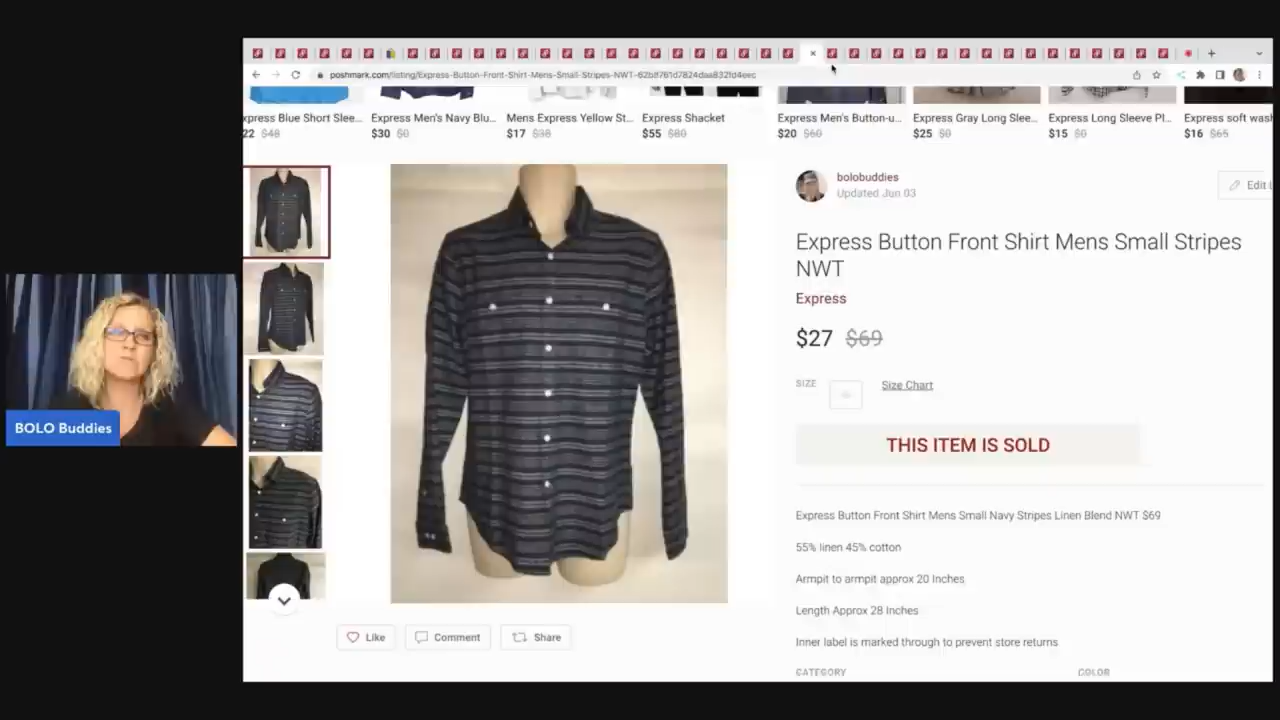 poshmark.com/listing/Express-Button-Front-Shirt-Mens-Small-Stripes-NWT-62b8761d7824daa8321d4eec
xpress Blue Short Slee...
Express Men's Navy Blu...
Mens Express Yellow St...
Express Shacket
Express Men's Button-u...
Express Gray Long Slee...
Express Long Sleeve Pl...
Express soft wash
22 $48
$30 $0
$17 $38
$55 $80
$20 $60
$25 $0
$15 $0
$16 $65
bolobuddies
Updated Jun 03
Edit L
Express Button Front Shirt Mens Small Stripes
NWT
Express
$27 $69
SIZE
Size Chart
THIS ITEM IS SOLD
Express Button Front Shirt Mens Small Navy Stripes Linen Blend NWT $69
55% linen 45% cotton
Armpit to armpit approx 20 Inches
Length Approx 28 Inches
Inner label is marked through to prevent store returns
CATEGORY
COLOR
Like
Comment
Share
BOLO Buddies